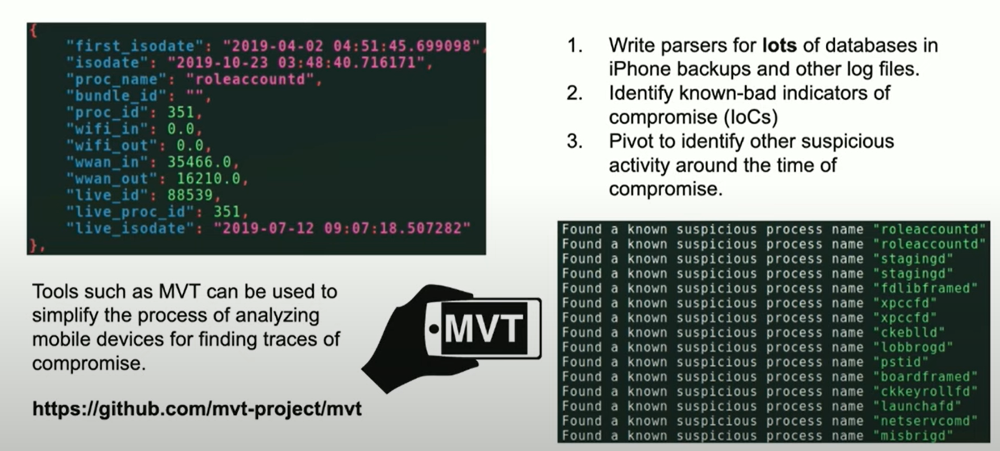 {
"first_isodate": "2019-04-02 04:51:45.699098",
"isodate": "2019-10-23 03:48:40.716171",
"proc_name": "roleaccountd",
"bundle_id": "",
"proc_id": 351,
"wifi_in": 0.0,
"wifi_out": 0.0,
"wwan_in": 35466.0,
"wwan_out": 16210.0,
"live_id": 88539,
"live_proc_id": 351,
"live_isodate": "2019-07-12 09:07:18.507282"
},
Tools such as MVT can be used to
simplify the process of analyzing
mobile devices for finding traces of
compromise.
https://github.com/mvt-project/mvt
MVT
1. Write parsers for lots of databases in
iPhone backups and other log files.
2. Identify known-bad indicators of
compromise (IoCs)
3. Pivot to identify other suspicious
activity around the time of
compromise.
Found a known suspicious process name "roleaccountd"
Found a known suspicious process name "roleaccountd"
Found a known suspicious process name "stagingd"
Found a known suspicious process name "stagingd"
Found a known suspicious process name "fdlibframed"
Found a known suspicious process name "xpccfd"
Found a known suspicious process name "xpccfd"
Found a known suspicious process name "ckeblld"
Found a known suspicious process name "lobbrogd"
Found a known suspicious process name "pstid"
Found a known suspicious process name "boardframed"
Found a known suspicious process name "ckkeyrollfd"
Found a known suspicious process name "launchafd"
Found a known suspicious process name "netservcomd"
Found a known suspicious process name "misbrigd"